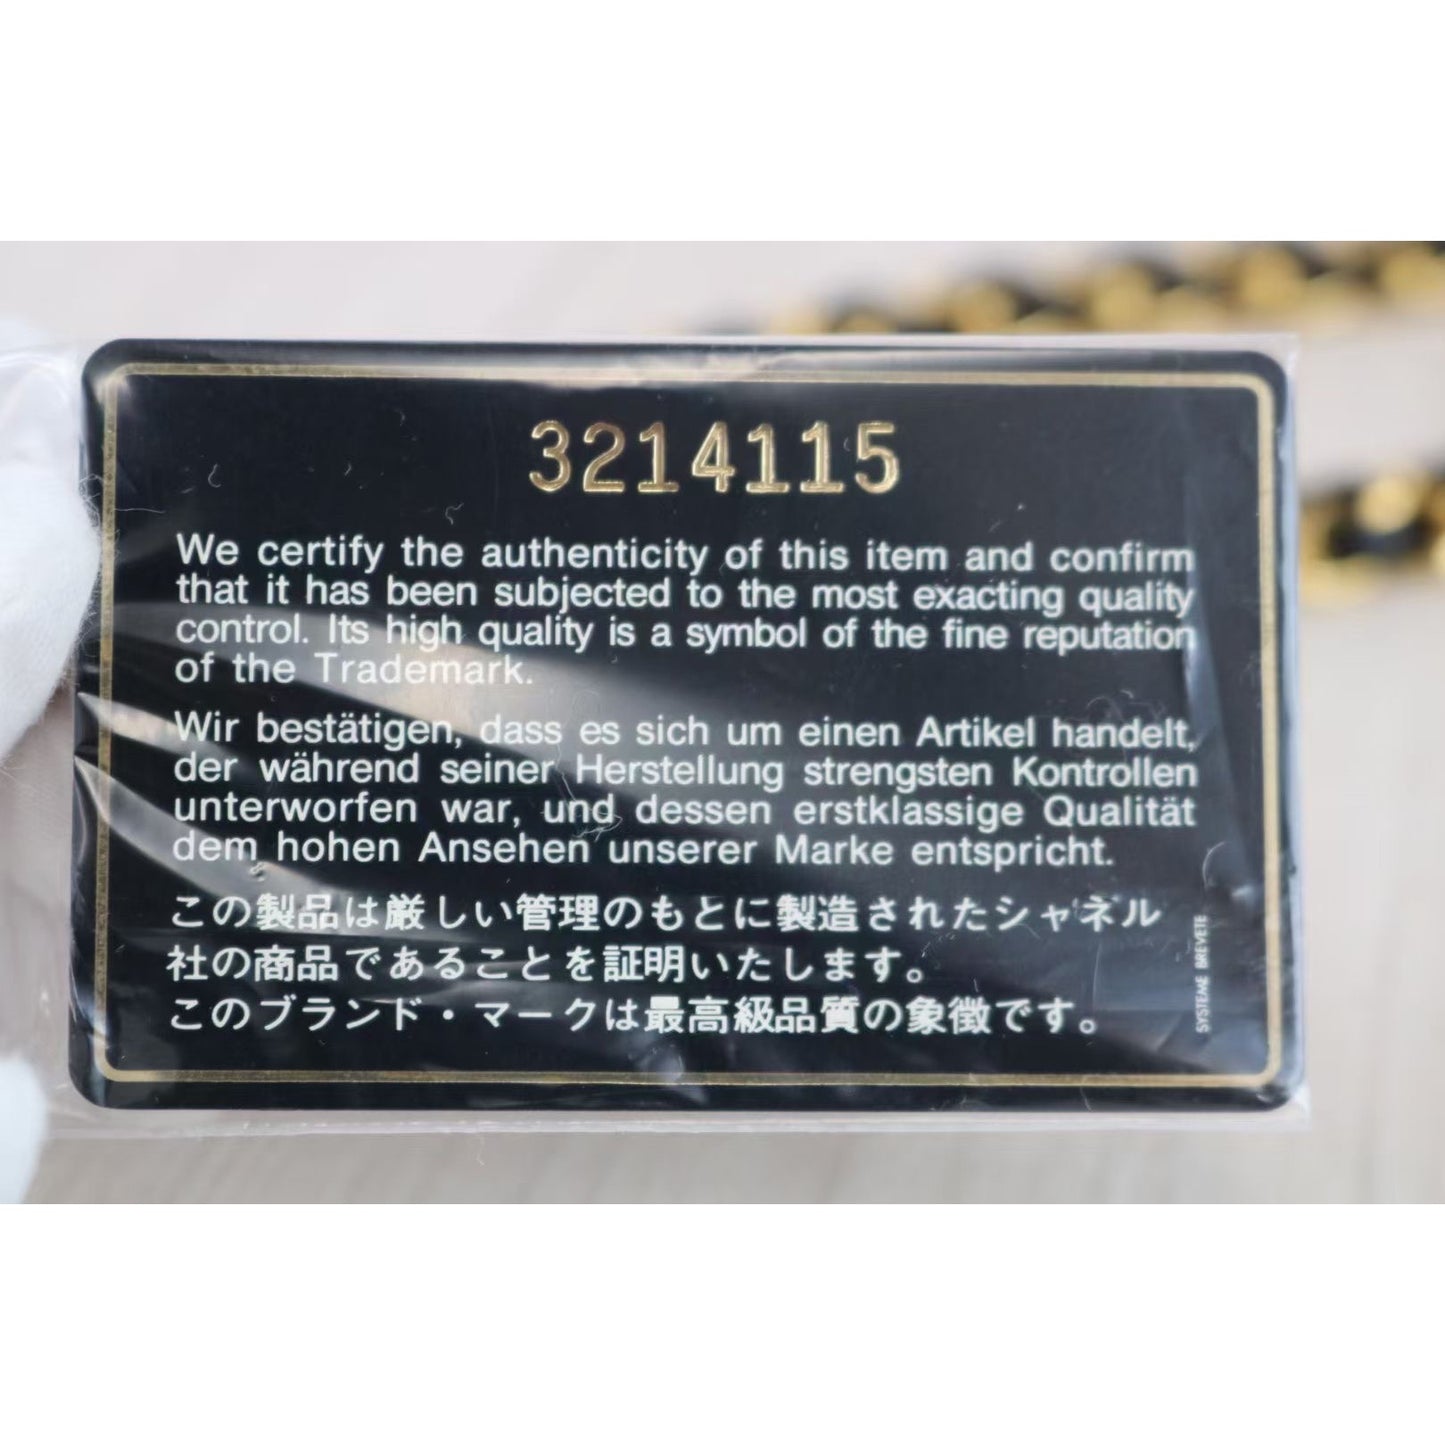 3214115
We certify the authenticity of this item and confirm
that it has been subjected to the most exacting quality
control. Its high quality is a symbol of the fine reputation
of the Trademark.
Wir bestätigen, dass es sich um einen Artikel handelt,
der während seiner Herstellung strengsten Kontrollen
unterworfen war, und dessen erstklassige Qualität
dem hohen Ansehen unserer Marke entspricht.
この製品は厳しい管理のもとに製造されたシャネル
社の商品であることを証明いたします。
このブランド・マークは最高級品質の象徴です。
SYSTEME BREVETE